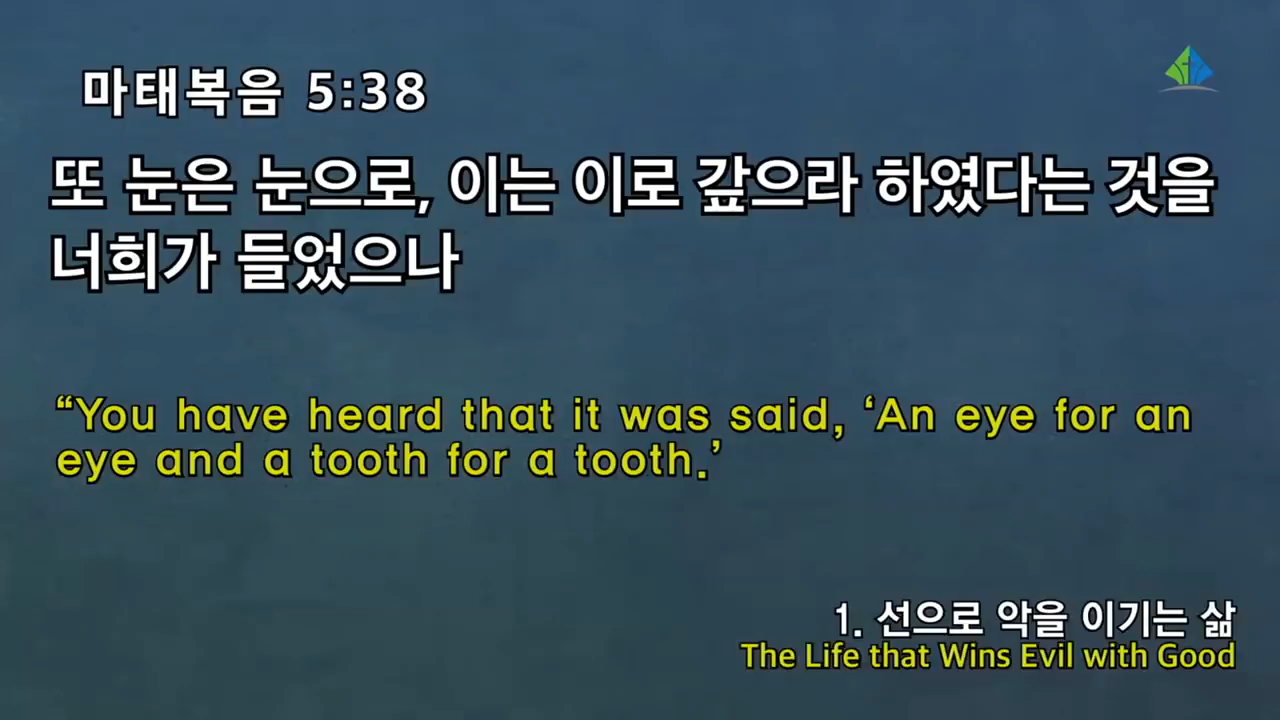 마태복음 5:38
또 눈은 눈으로, 이는 이로 갚으라 하였다는 것을
너희가 들었으나
“You have heard that it was said, ‘An eye for an
eye and a tooth for a tooth.’
1. 선으로 악을 이기는 삶
The Life that Wins Evil with Good